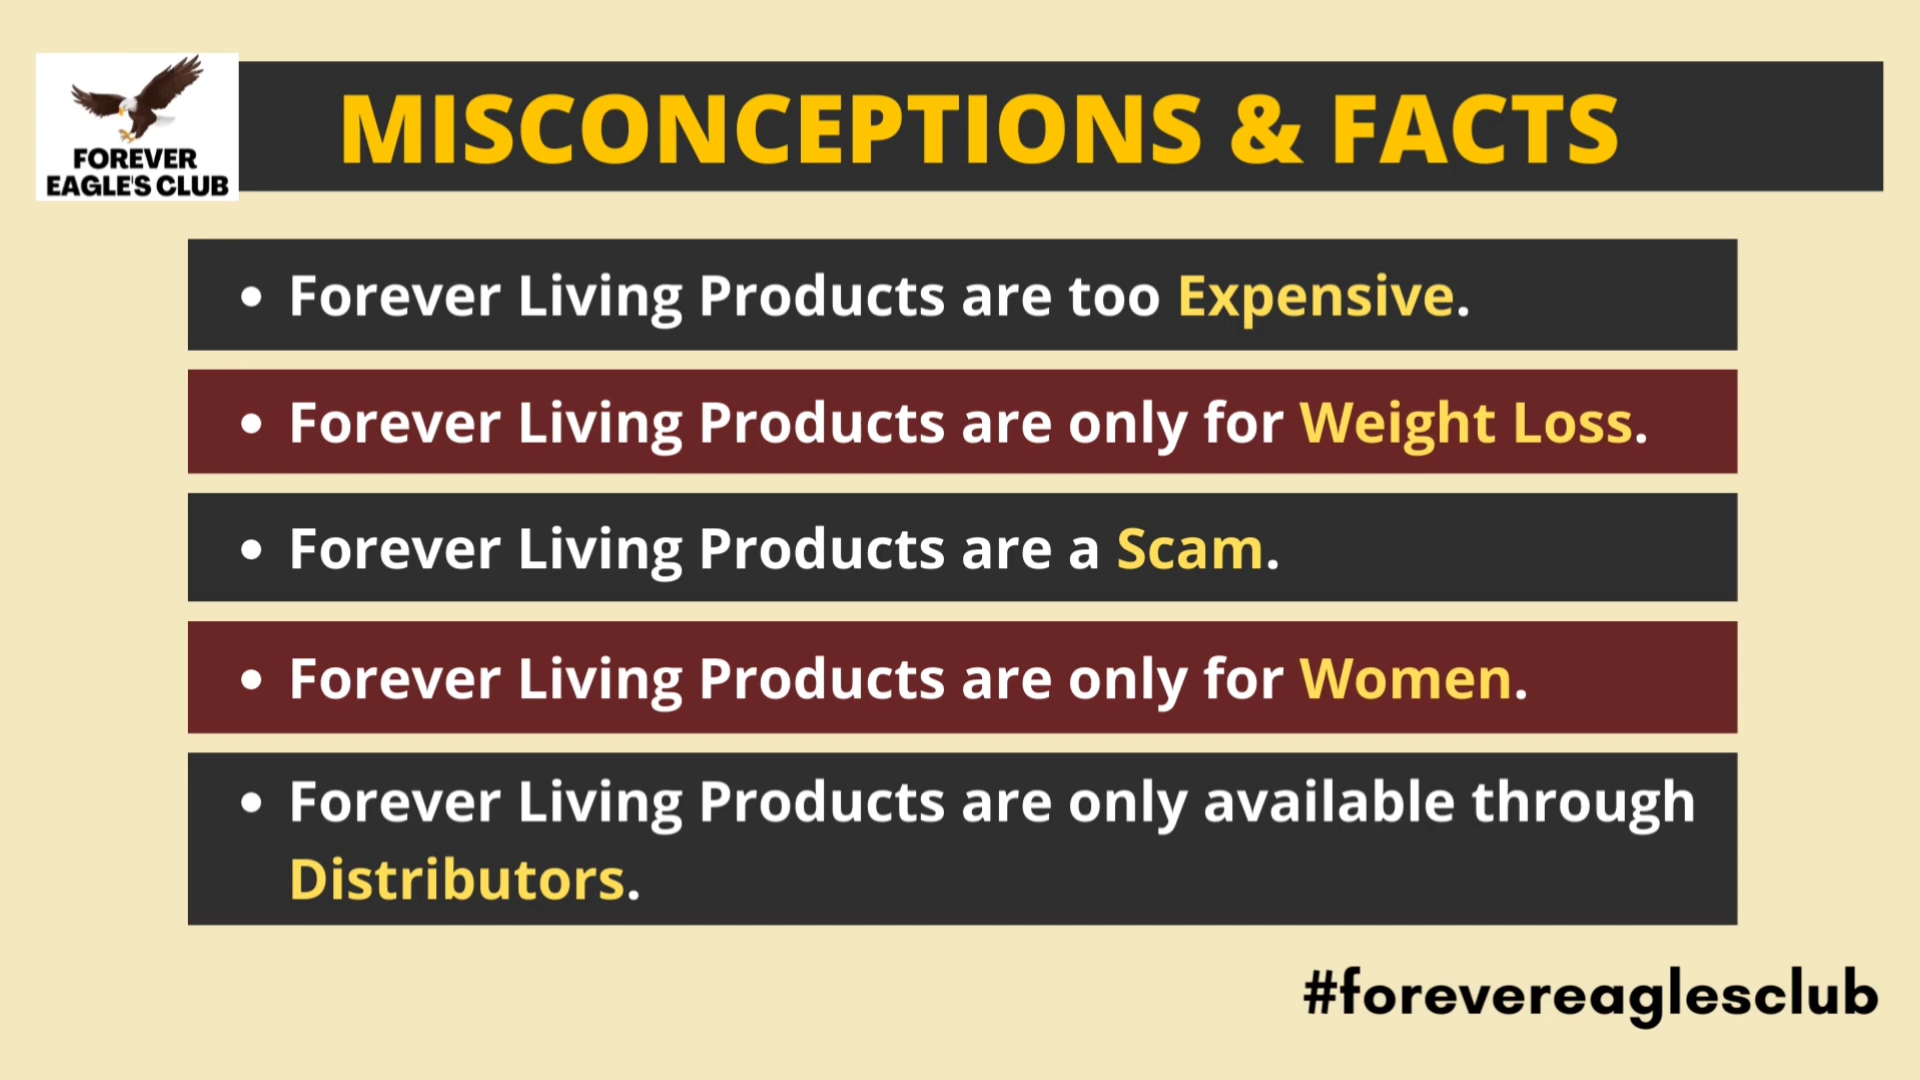 FOREVER
EAGLE'S CLUB
MISCONCEPTIONS & FACTS
• Forever Living Products are too Expensive.
• Forever Living Products are only for Weight Loss.
• Forever Living Products are a Scam.
• Forever Living Products are only for Women.
• Forever Living Products are only available through
Distributors.
#forevereaglesclub